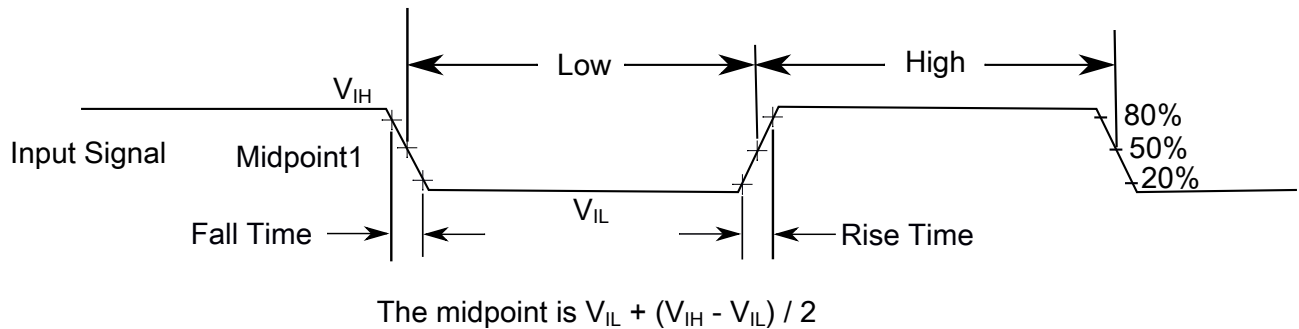 Low
High
V_IH
80%
Input Signal
Midpoint1
50%
20%
V_IL
Fall Time
Rise Time
The midpoint is V_IL + (V_IH - V_IL) / 2